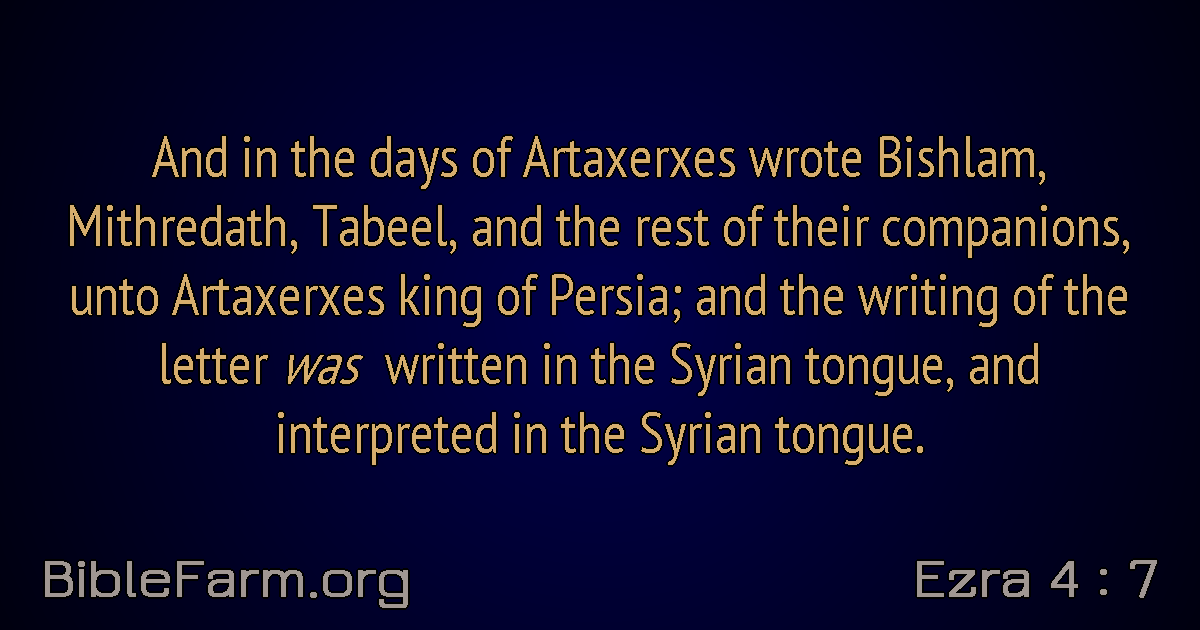 And in the days of Artaxerxes wrote Bishlam,
Mithredath, Tabeel, and the rest of their companions,
unto Artaxerxes king of Persia; and the writing of the
letter was written in the Syrian tongue, and
interpreted in the Syrian tongue.
BibleFarm.org
Ezra 4 : 7